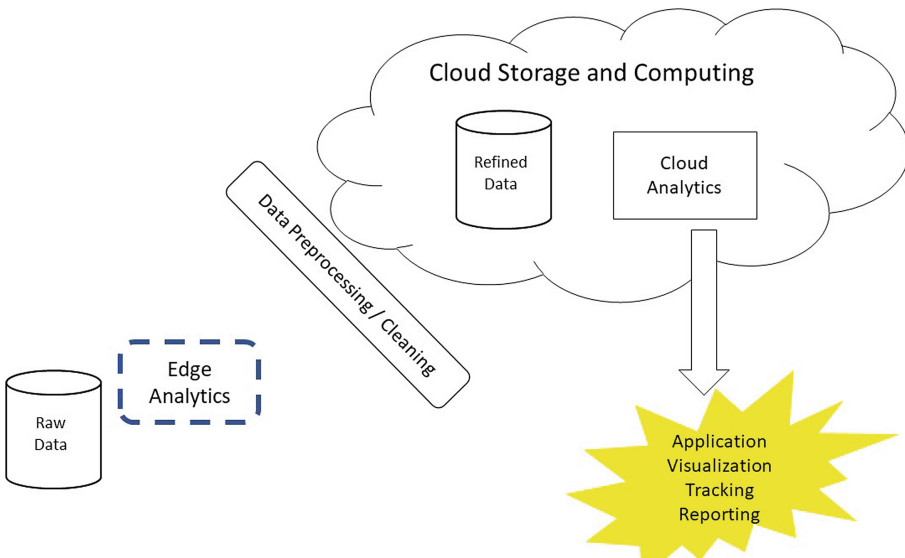 Cloud Storage and Computing
Refined
Data
Cloud
Analytics
Data Preprocessing / Cleaning
Edge
Analytics
Raw
Data
Application
Visualization
Tracking
Reporting